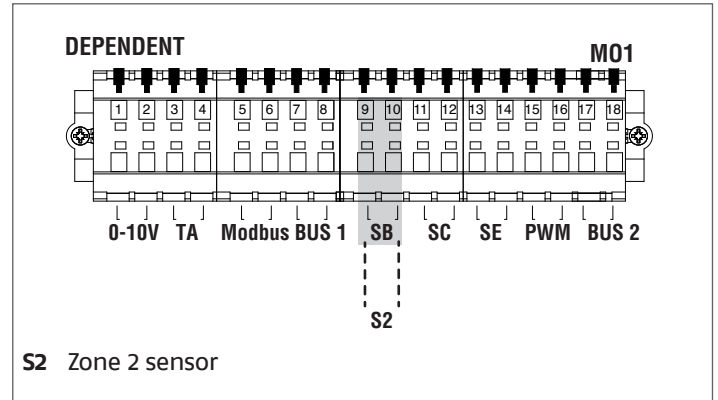 DEPENDENT
M01
1 2 3 4 5 6 7 8 9 10 11 12 13 14 15 16 17 18
0-10V TA Modbus BUS 1 SB SC SE PWM BUS 2
S2
S2 Zone 2 sensor